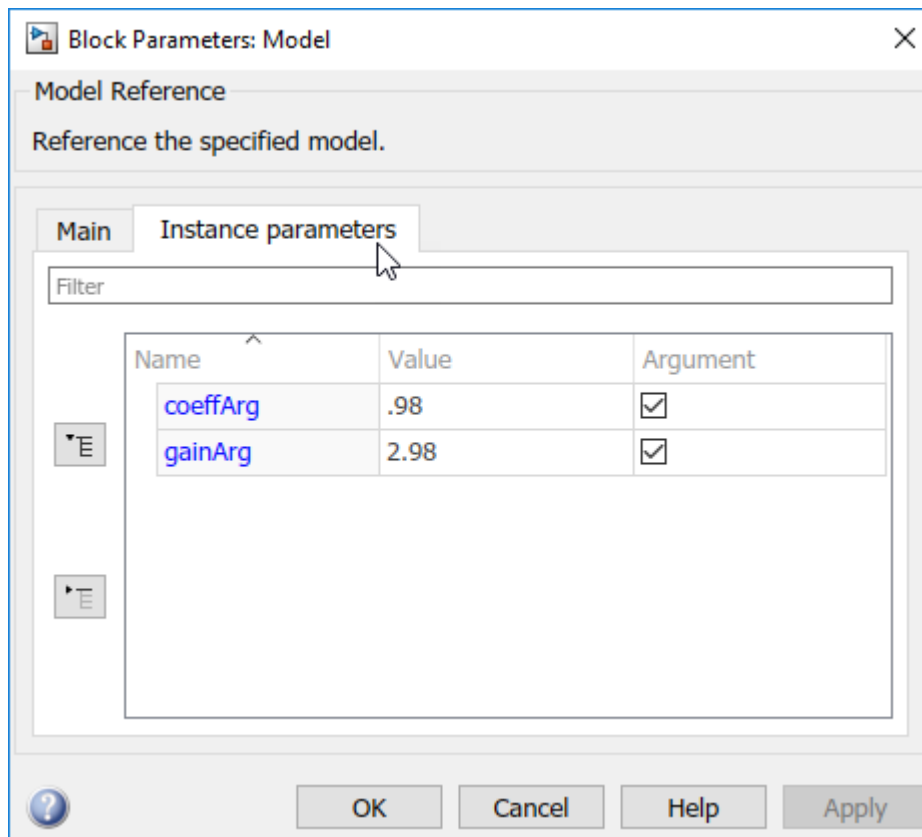 Block Parameters: Model
Model Reference
Reference the specified model.
Main Instance parameters
Filter
Name Value Argument
coeffArg .98
gainArg 2.98
OK Cancel Help Apply